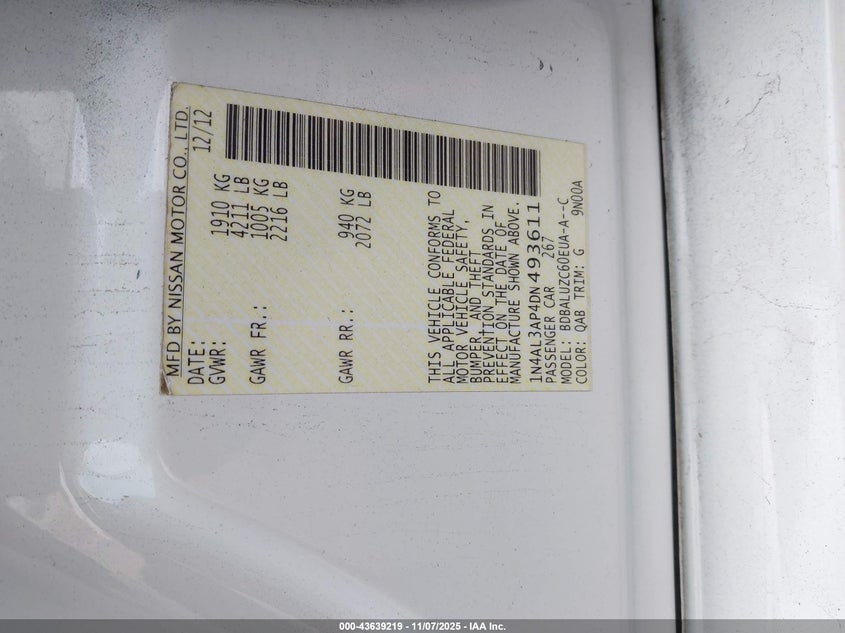 MFD BY NISSAN MOTOR CO., LTD.
DATE: 12/12
GVWR: 1910 KG
4211 LB
GAWR FR.: 1005 KG
2216 LB
GAWR RR.: 940 KG
2072 LB
THIS VEHICLE CONFORMS TO
ALL APPLICABLE FEDERAL
MOTOR VEHICLE SAFETY,
BUMPER, AND THEFT
PREVENTION STANDARDS IN
EFFECT ON THE DATE OF
MANUFACTURE SHOWN ABOVE.
1N4AL3AP4DN493611
PASSENGER CAR 267
MODEL: BDBALUZC60EUA-A--C
COLOR: QAB TRIM: G 9N00A
000-43639219 - 11/07/2025 - IAA Inc.